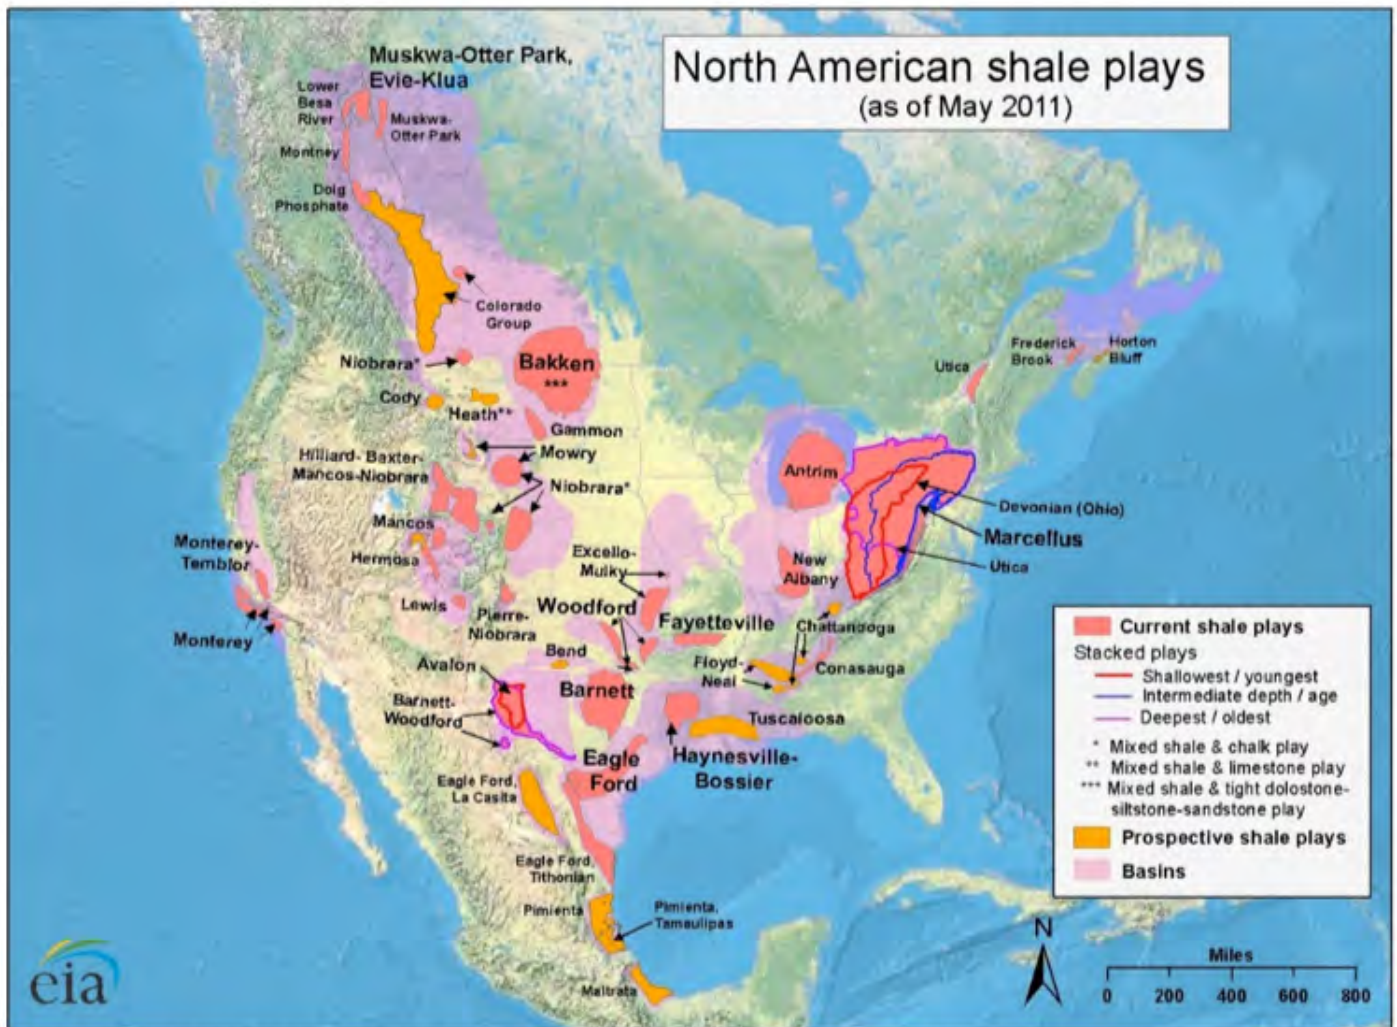 North American shale plays
(as of May 2011)
Muskwa-Otter Park,
Evie-Klua
Lower
Besa
River
Muskwa-
Otter Park
Montney
Doig
Phosphate
Colorado
Group
Niobrara*
Bakken
***
Cody
Heath**
Gammon
Mowry
Hilliard- Baxter-
Mancos-Niobrara
Niobrara*
Antrim
Utica
Frederick
Brook
Horton
Bluff
Devonian (Ohio)
Marcellus
Utica
Mancos
Hermosa
Monterey-
Temblor
Monterey
Lewis
Pierre-
Niobrara
Excello-
Mulky
New
Albany
Woodford
Fayetteville
Chattanooga
Bend
Floyd-
Neal
Conasauga
Avalon
Barnett
Barnett-
Woodford
Tuscaloosa
Eagle
Ford
Haynesville-
Bossier
Eagle Ford,
La Casita
Eagle Ford,
Tithonian
Pimienta
Pimienta,
Tamaulipas
Maltrata
Current shale plays
Stacked plays
Shallowest / youngest
Intermediate depth / age
Deepest / oldest
* Mixed shale & chalk play
** Mixed shale & limestone play
*** Mixed shale & tight dolostone-
siltstone-sandstone play
Prospective shale plays
Basins
N
Miles
0 200 400 600 800
eia